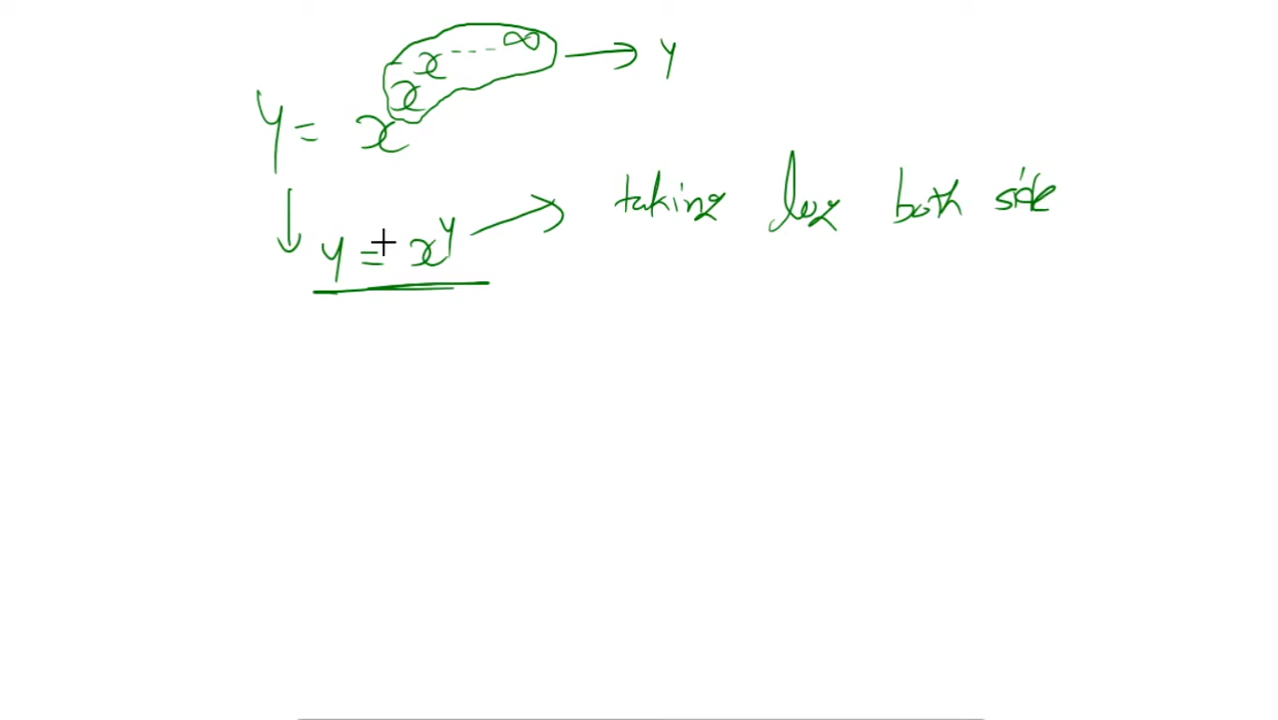 y = x^x^x---∞ → y
↓ y = x^y → taking log both side